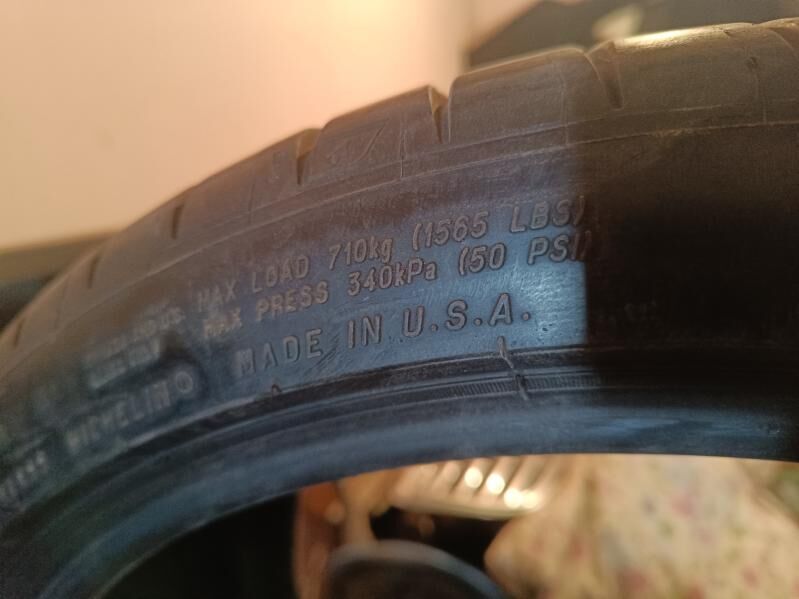 MAX LOAD 710kg (1565 LBS)
MAX PRESS 340kPa (50 PSI)
MADE IN U.S.A.
MICHELIN